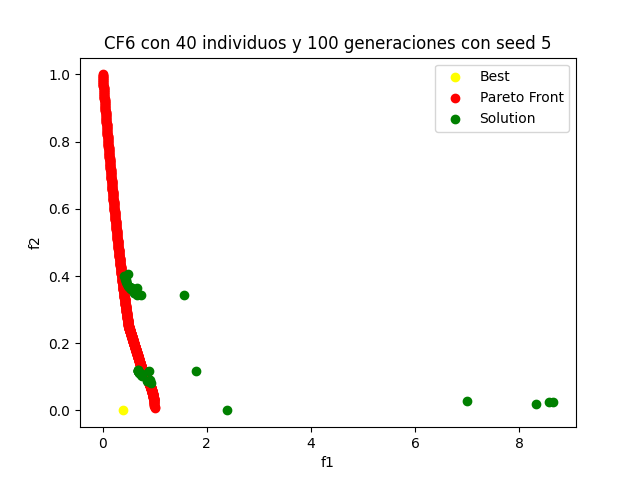 CF6 con 40 individuos y 100 generaciones con seed 5
Best
Pareto Front
Solution
1.0
0.8
0.6
0.4
0.2
0.0
f2
0
2
4
6
8
f1